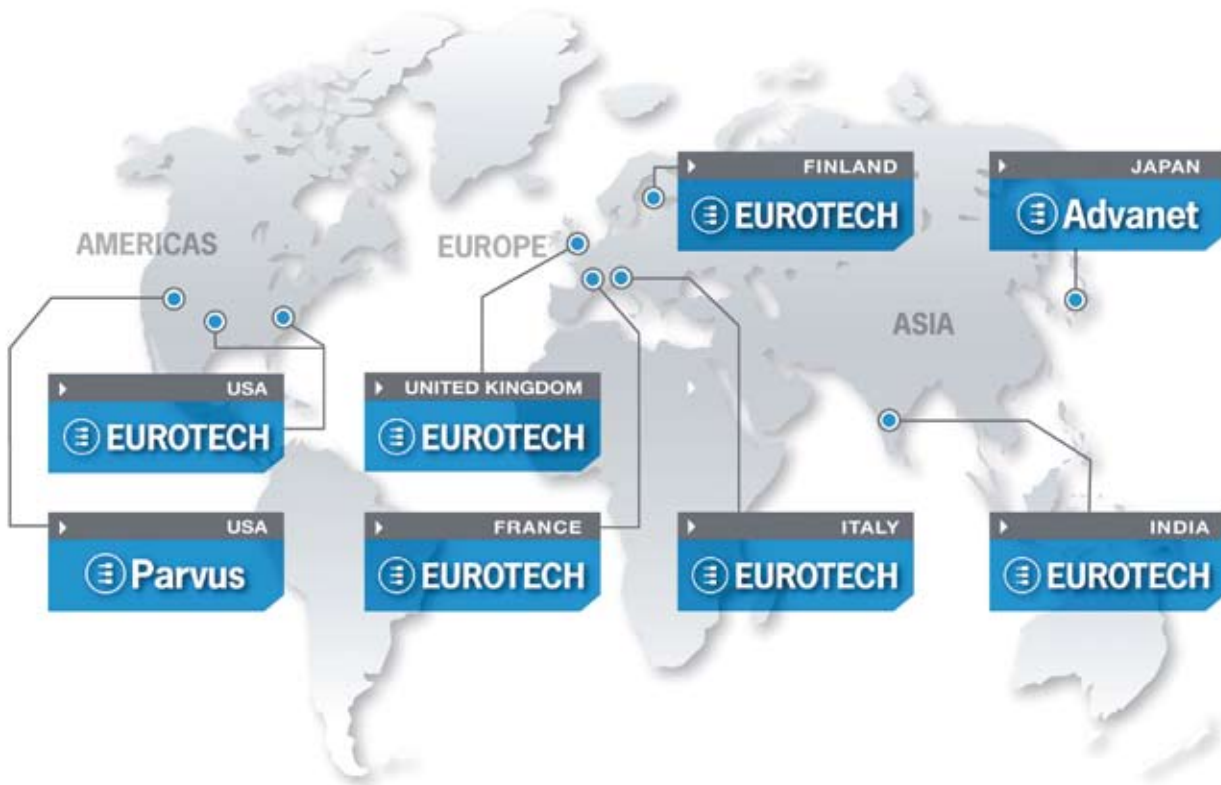 FINLAND
EUROTECH
JAPAN
Advanet
AMERICAS
EUROPE
ASIA
USA
EUROTECH
UNITED KINGDOM
EUROTECH
USA
Parvus
FRANCE
EUROTECH
ITALY
EUROTECH
INDIA
EUROTECH